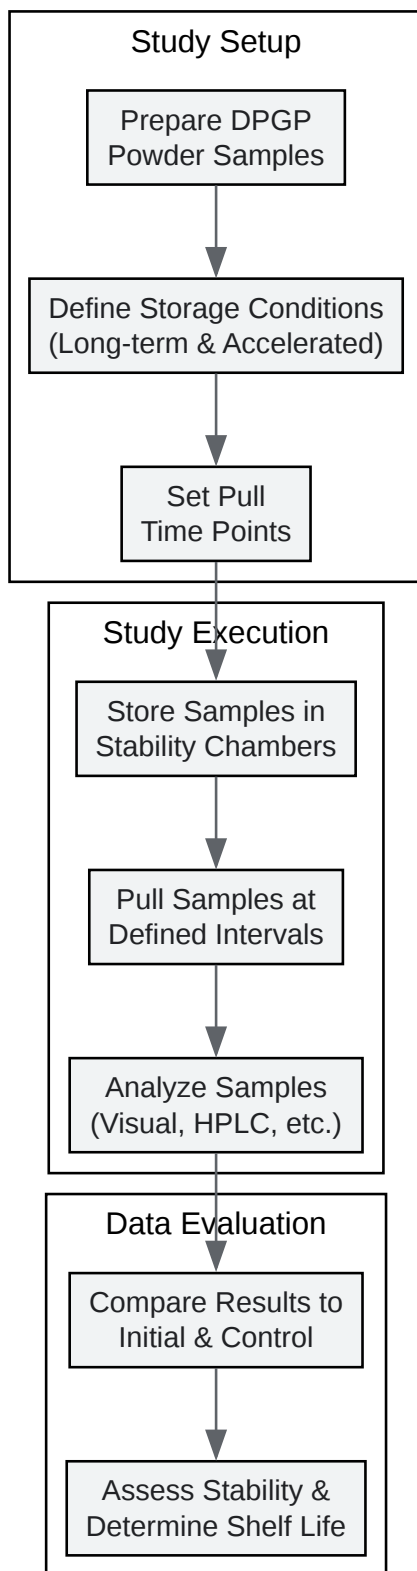 Study Setup
Prepare DPGP
Powder Samples
Define Storage Conditions
(Long-term & Accelerated)
Set Pull
Time Points
Study Execution
Store Samples in
Stability Chambers
Pull Samples at
Defined Intervals
Analyze Samples
(Visual, HPLC, etc.)
Data Evaluation
Compare Results to
Initial & Control
Assess Stability &
Determine Shelf Life